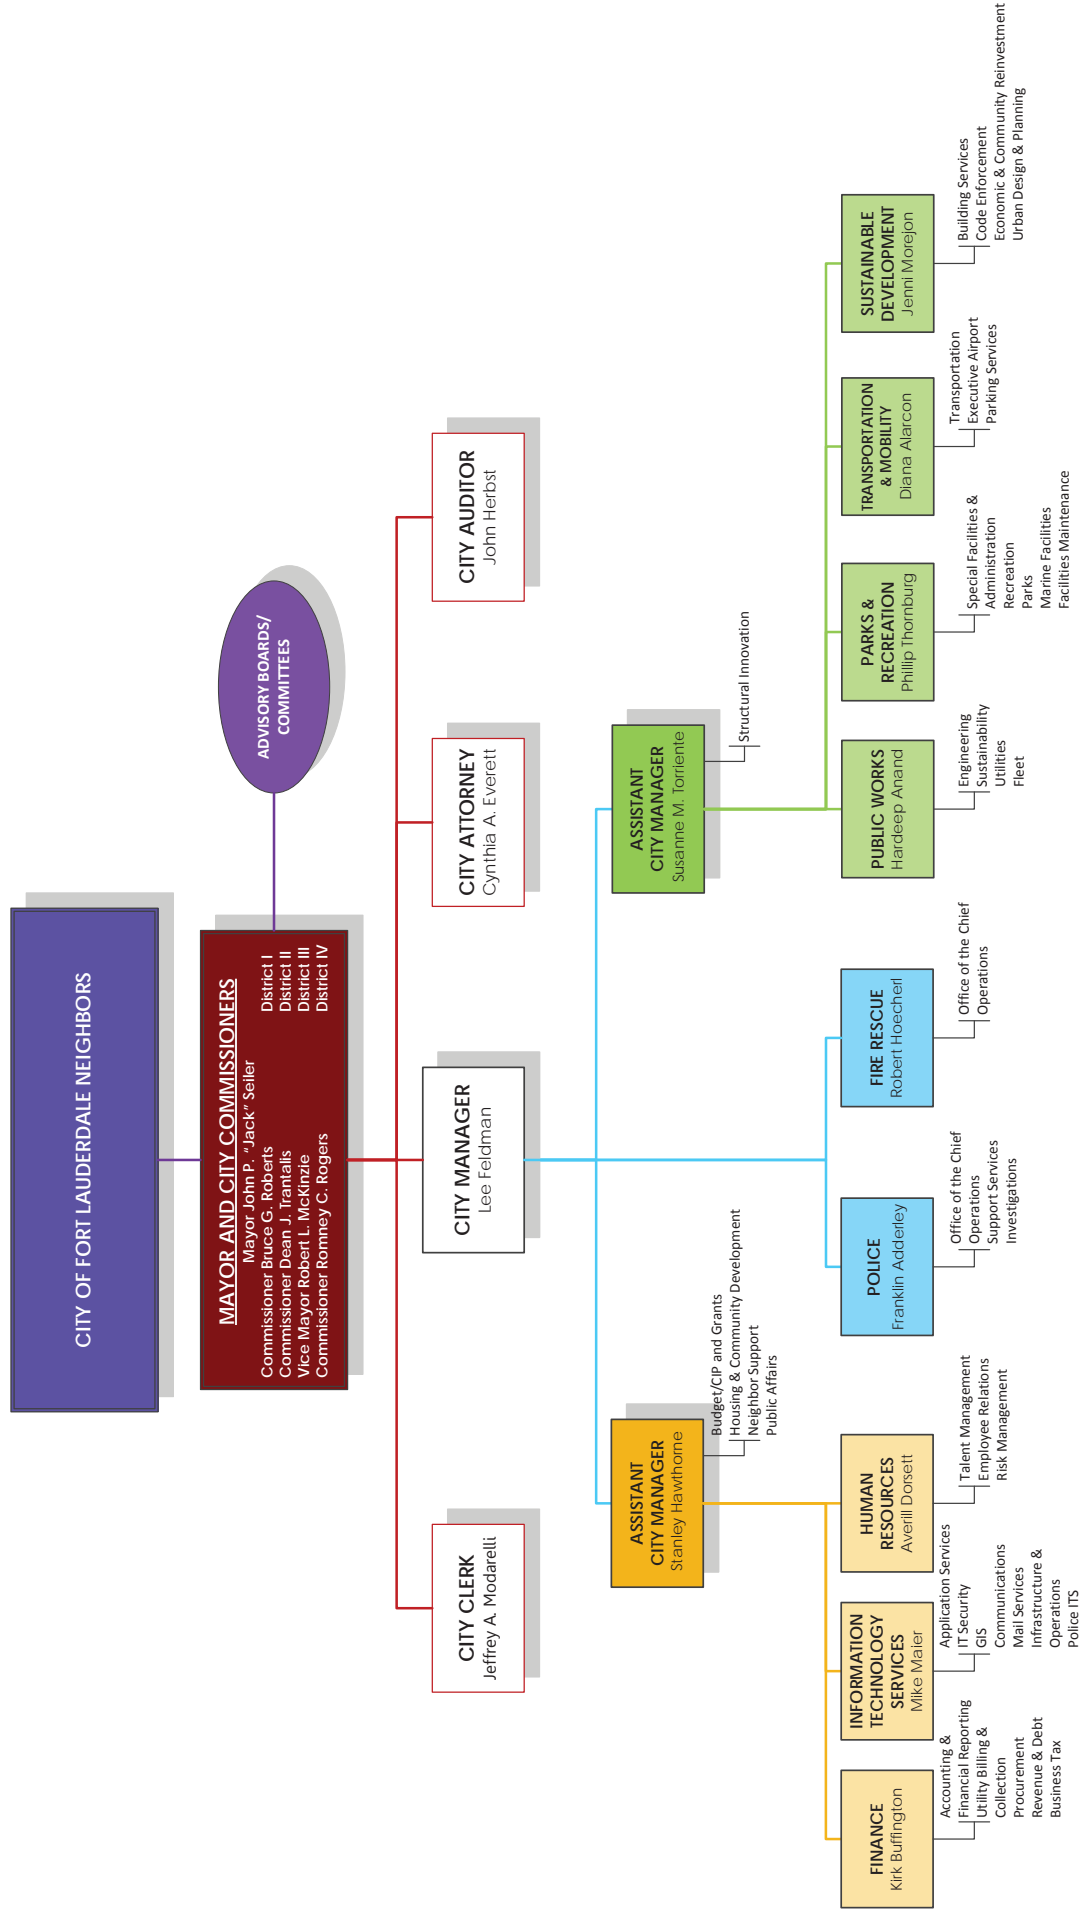 CITY OF FORT LAUDERDALE NEIGHBORS
MAYOR AND CITY COMMISSIONERS
Mayor John P. “Jack” Seiler
Commissioner Bruce G. Roberts District I
Commissioner Dean J. Trantalis District II
Vice Mayor Robert L. McKinzie District III
Commissioner Romney C. Rogers District IV
ADVISORY BOARDS/
COMMITTEES
CITY CLERK
Jeffrey A. Modarelli
CITY MANAGER
Lee Feldman
CITY ATTORNEY
Cynthia A. Everett
CITY AUDITOR
John Herbst
ASSISTANT
CITY MANAGER
Stanley Hawthorne
Budget/CIP and Grants
Housing & Community Development
Neighbor Support
Public Affairs
ASSISTANT
CITY MANAGER
Susanne M. Torriente
Structural Innovation
FINANCE
Kirk Buffington
Accounting &
Financial Reporting
Utility Billing &
Collection
Procurement
Revenue & Debt
Business Tax
INFORMATION
TECHNOLOGY
SERVICES
Mike Maier
Application Services
IT Security
GIS
Communications
Mail Services
Infrastructure &
Operations
Police ITS
HUMAN
RESOURCES
Averill Dorsett
Talent Management
Employee Relations
Risk Management
POLICE
Franklin Adderley
Office of the Chief
Operations
Support Services
Investigations
FIRE RESCUE
Robert Hoecherl
Office of the Chief
Operations
PUBLIC WORKS
Hardeep Anand
Engineering
Sustainability
Utilities
Fleet
PARKS &
RECREATION
Phillip Thornburg
Special Facilities &
Administration
Recreation
Parks
Marine Facilities
Facilities Maintenance
TRANSPORTATION
& MOBILITY
Diana Alarcon
Transportation
Executive Airport
Parking Services
SUSTAINABLE
DEVELOPMENT
Jenni Morejon
Building Services
Code Enforcement
Economic & Community Reinvestment
Urban Design & Planning